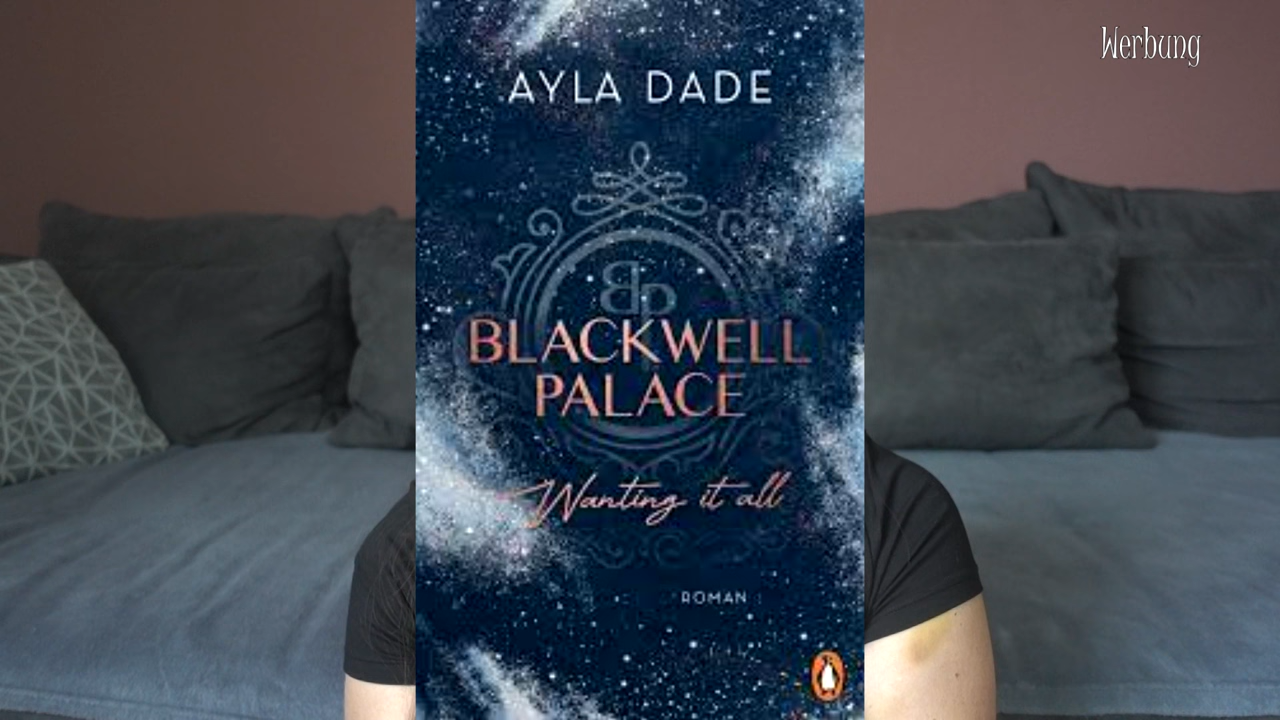 Werbung
AYLA DADE
BP
BLACKWELL
PALACE
Wanting it all
ROMAN